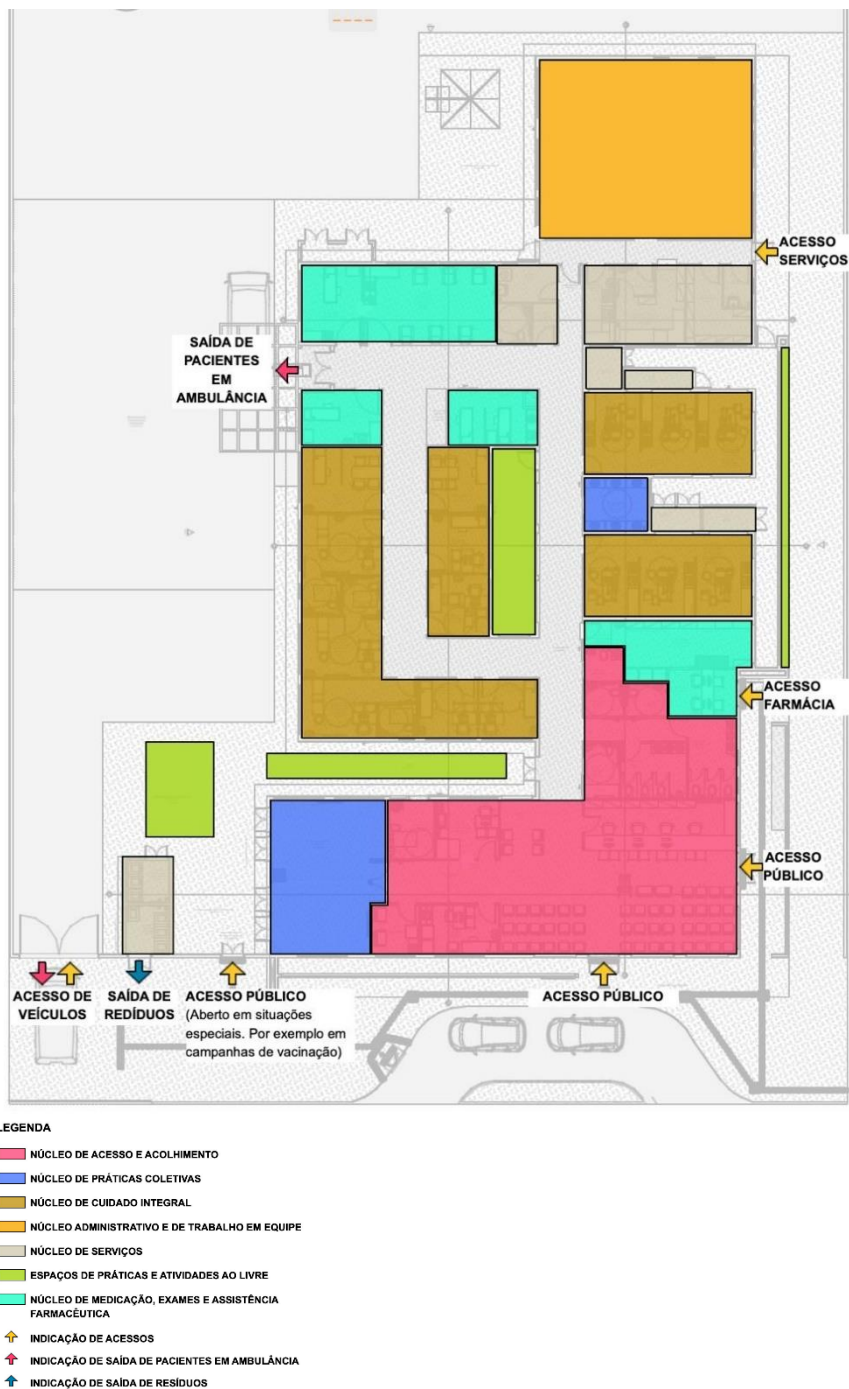 ACESSO
SERVIÇOS
SAÍDA DE
PACIENTES
EM
AMBULÂNCIA
ACESSO
FARMÁCIA
ACESSO
PÚBLICO
ACESSO DE
VEÍCULOS
SAÍDA DE
REDÍDUOS
ACESSO PÚBLICO
(Aberto em situações
especiais. Por exemplo em
campanhas de vacinação)
ACESSO PÚBLICO
LEGENDA
NÚCLEO DE ACESSO E ACOLHIMENTO
NÚCLEO DE PRÁTICAS COLETIVAS
NÚCLEO DE CUIDADO INTEGRAL
NÚCLEO ADMINISTRATIVO E DE TRABALHO EM EQUIPE
NÚCLEO DE SERVIÇOS
ESPAÇOS DE PRÁTICAS E ATIVIDADES AO LIVRE
NÚCLEO DE MEDICAÇÃO, EXAMES E ASSISTÊNCIA
FARMACÊUTICA
INDICAÇÃO DE ACESSOS
INDICAÇÃO DE SAÍDA DE PACIENTES EM AMBULÂNCIA
INDICAÇÃO DE SAÍDA DE RESÍDUOS